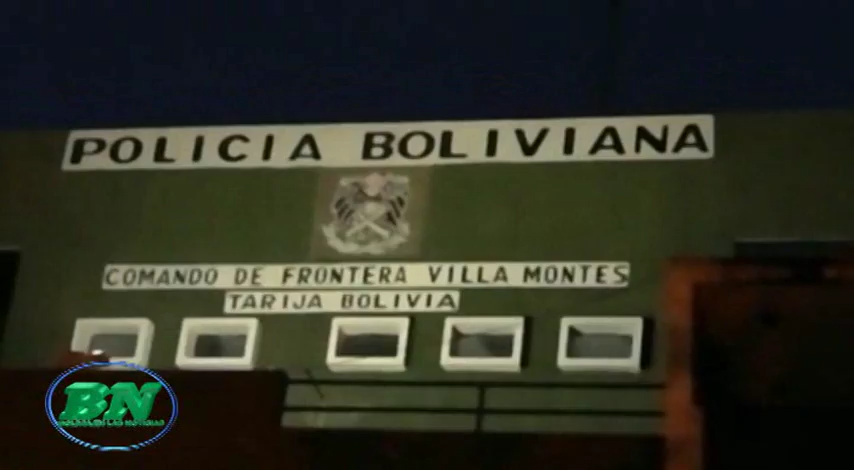 POLICIA BOLIVIANA
COMANDO DE FRONTERA VILLA MONTES
TARIJA BOLIVIA
BN